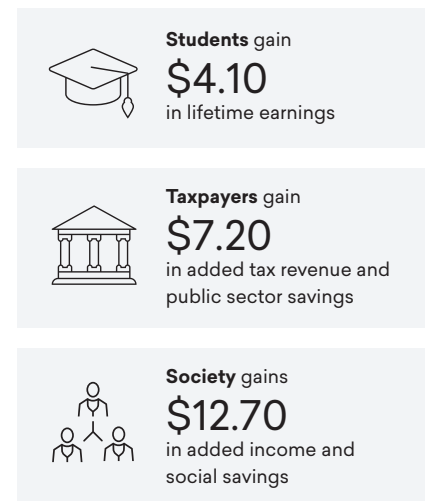 Students gain
$4.10
in lifetime earnings
Taxpayers gain
$7.20
in added tax revenue and
public sector savings
Society gains
$12.70
in added income and
social savings